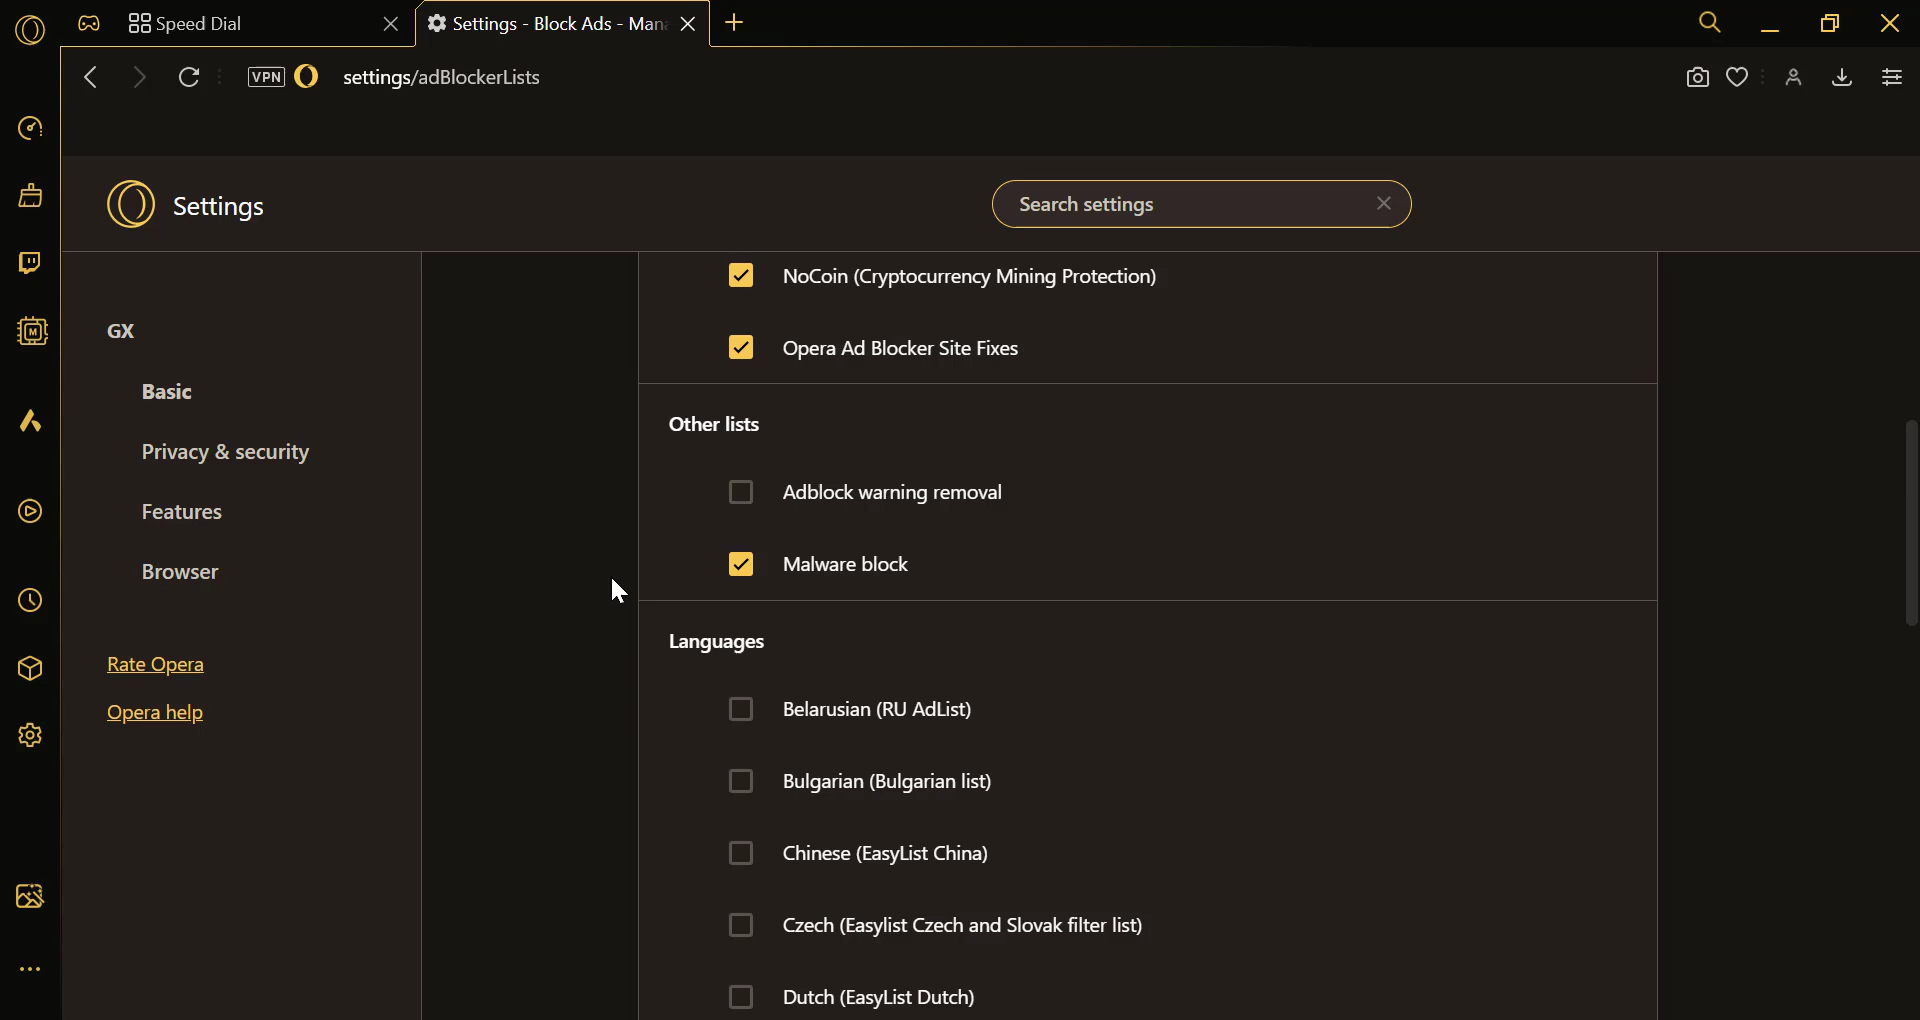 Speed Dial
Settings - Block Ads - Man
VPN
settings/adBlockerLists
Settings
Search settings
GX
Basic
Privacy & security
Features
Browser
Rate Opera
Opera help
NoCoin (Cryptocurrency Mining Protection)
Opera Ad Blocker Site Fixes
Other lists
Adblock warning removal
Malware block
Languages
Belarusian (RU AdList)
Bulgarian (Bulgarian list)
Chinese (EasyList China)
Czech (Easylist Czech and Slovak filter list)
Dutch (EasyList Dutch)
M